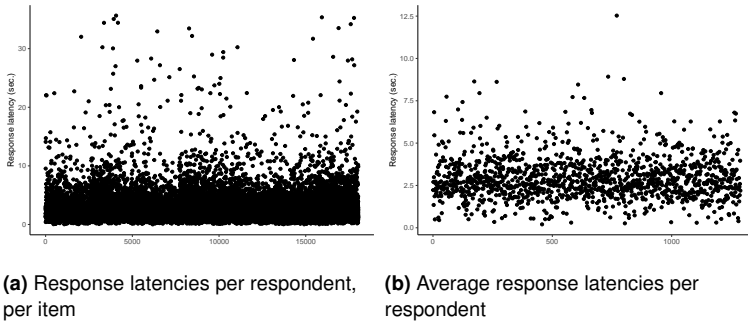 30
20
10
0
0
5000
10000
15000
Response latency (sec.)
12.5
10.0
7.5
5.0
2.5
0.0
0
500
1000
Response latency (sec.)
(a) Response latencies per respondent,
per item
(b) Average response latencies per
respondent